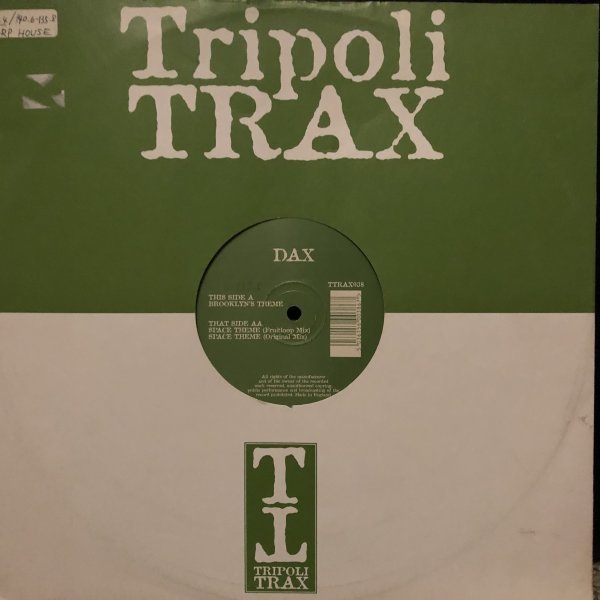 RP HOUSE
Tripoli
TRAX
DAX
TTRAX038
THIS SIDE A
BROOKLYN'S THEME
THAT SIDE AA
SPACE THEME (Fruitloop Mix)
SPACE THEME (Original Mix)
All rights of the manufacturer
and of the owner of the recorded
work reserved, unauthorised copying
public performance and broadcasting of the
record prohibited. Made in England
T
T
TRIPOLI
TRAX